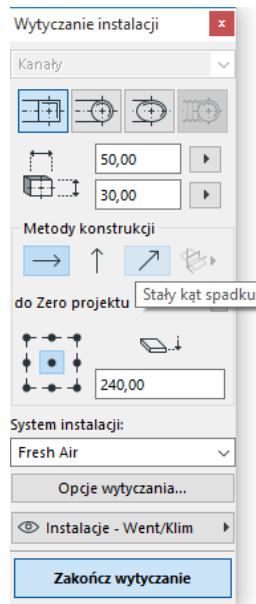 Wytyczanie instalacji
x
Kanały
50,00
30,00
Metody konstrukcji
do Zero projektu
Stały kąt spadku
240,00
System instalacji:
Fresh Air
Opcje wytyczania...
Instalacje - Went/Klim
Zakończ wytyczanie